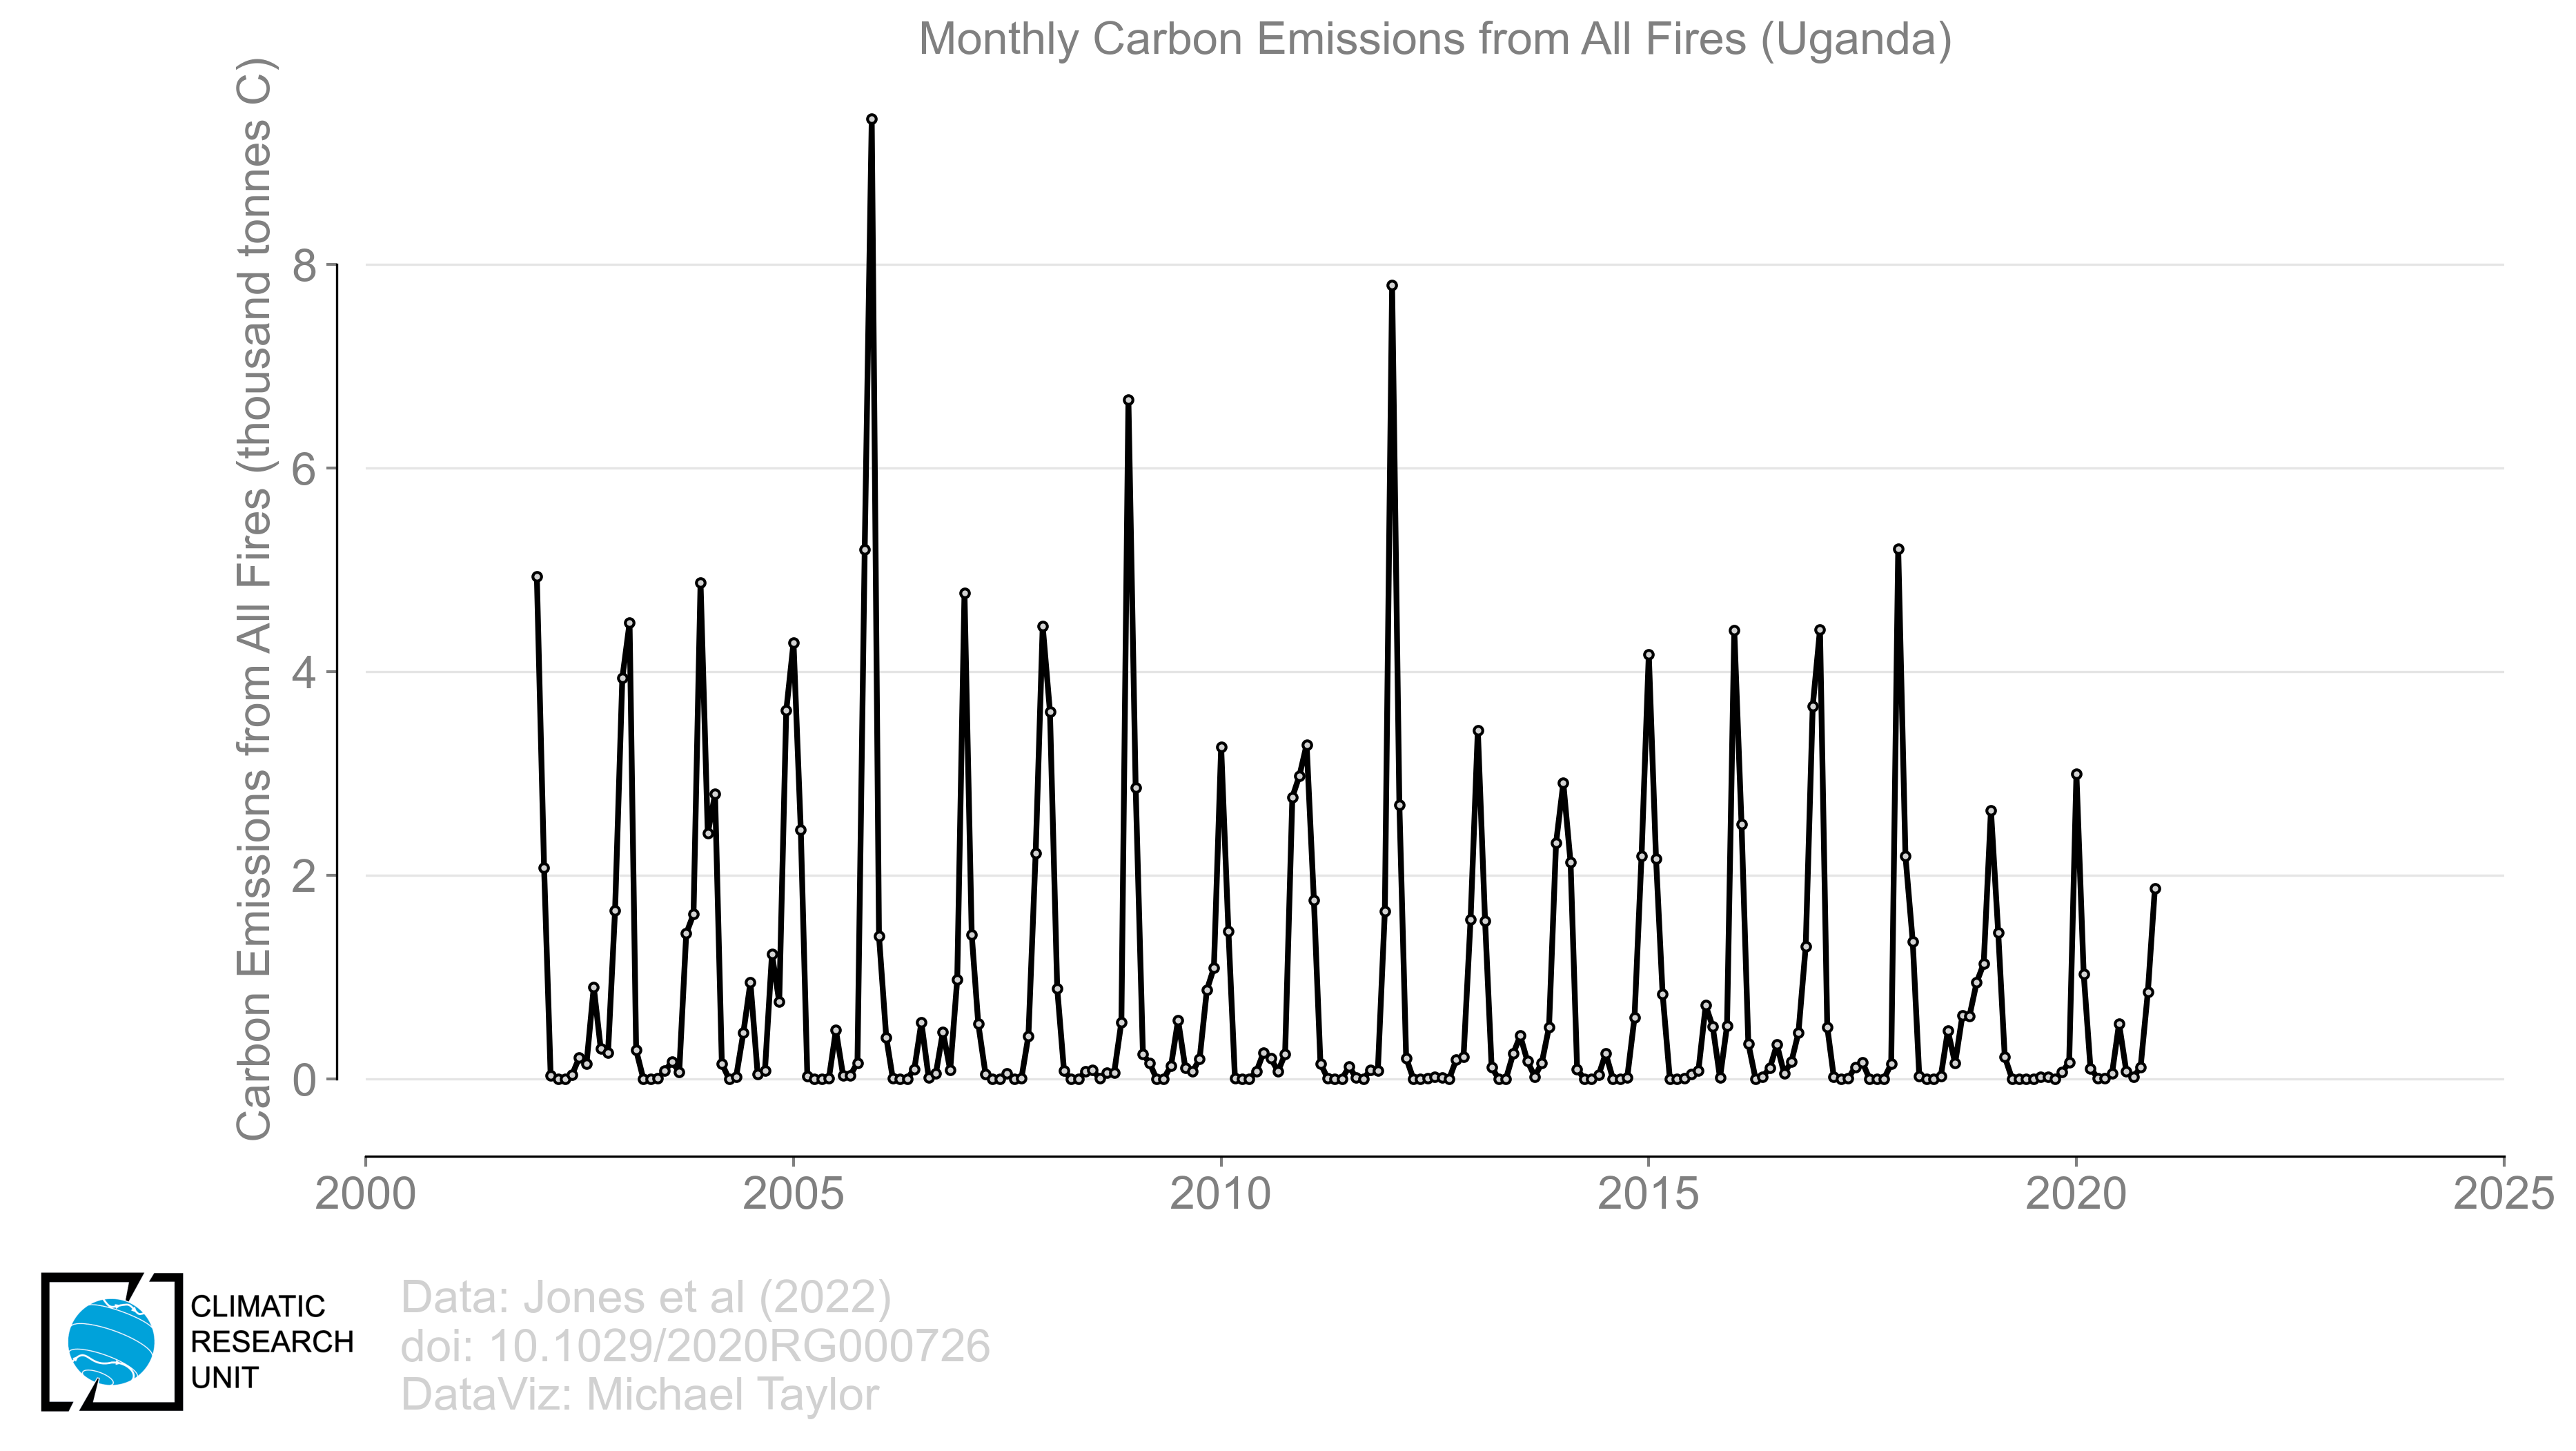 Monthly Carbon Emissions from All Fires (Uganda)
Carbon Emissions from All Fires (thousand tonnes C)
8
6
4
2
0
2000 2005 2010 2015 2020 2025
CLIMATIC
RESEARCH
UNIT
Data: Jones et al (2022)
doi: 10.1029/2020RG000726
DataViz: Michael Taylor